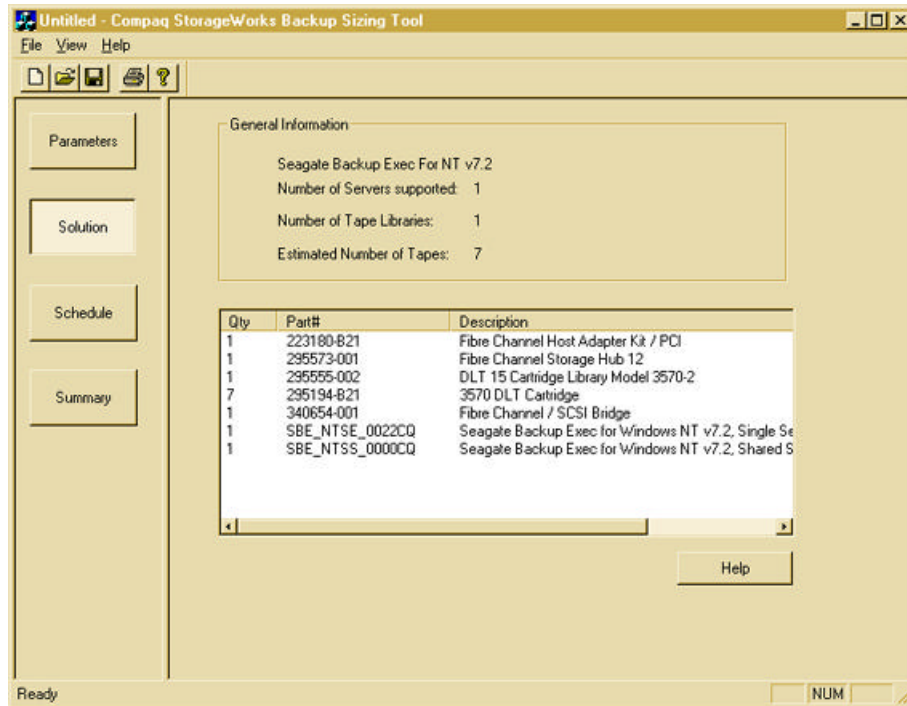 Untitled - Compaq StorageWorks Backup Sizing Tool
File View Help
Parameters
Solution
Schedule
Summary
General Information
Seagate Backup Exec For NT v7.2
Number of Servers supported: 1
Number of Tape Libraries: 1
Estimated Number of Tapes: 7
Qty Part# Description
1 223180-B21 Fibre Channel Host Adapter Kit / PCI
1 295573-001 Fibre Channel Storage Hub 12
1 295555-002 DLT 15 Cartridge Library Model 3570-2
7 295194-B21 3570 DLT Cartridge
1 340654-001 Fibre Channel / SCSI Bridge
1 SBE_NTSE_0022CQ Seagate Backup Exec for Windows NT v7.2, Single Se
1 SBE_NTSS_0000CQ Seagate Backup Exec for Windows NT v7.2, Shared S
Help
Ready NUM